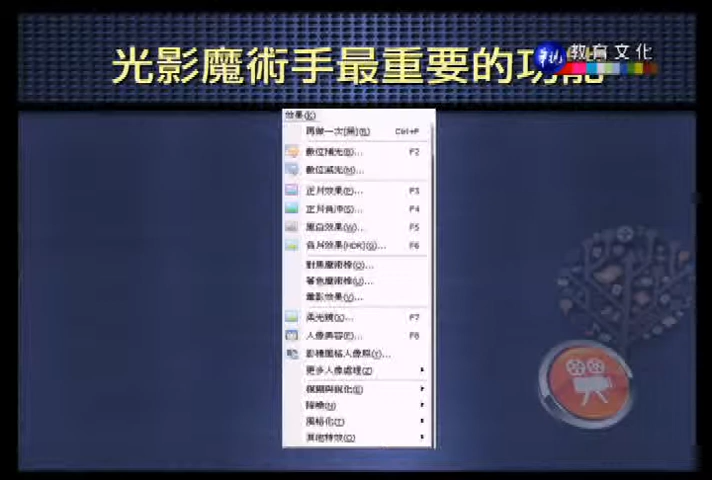 光影魔術手最重要的功能
教育文化
效果(E)
再做一次[無](R) Ctrl+P
數位補光(B)... F2
數位減光(M)... 
正片效果(E)... F3
正片負沖(S)... F4
黑白效果(W)... F5
各片效果[HDR](G)... F6
對焦魔術棒(O)...
著色魔術棒(U)...
電影效果(V)...
柔光鏡(X)... F7
人像美容(F)... F8
影樓風格人像照(Y)...
更多人像處理(Z)
模糊與銳化(K)
降噪(N)
風格化(T)
其他特效(Q)